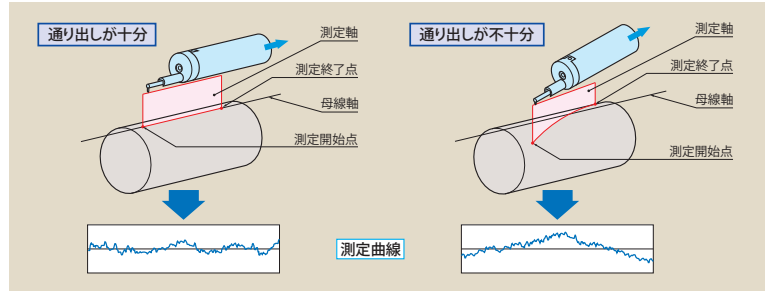 通り出しが十分
測定軸
測定終了点
母線軸
測定開始点
通り出しが不十分
測定軸
測定終了点
母線軸
測定開始点
測定曲線